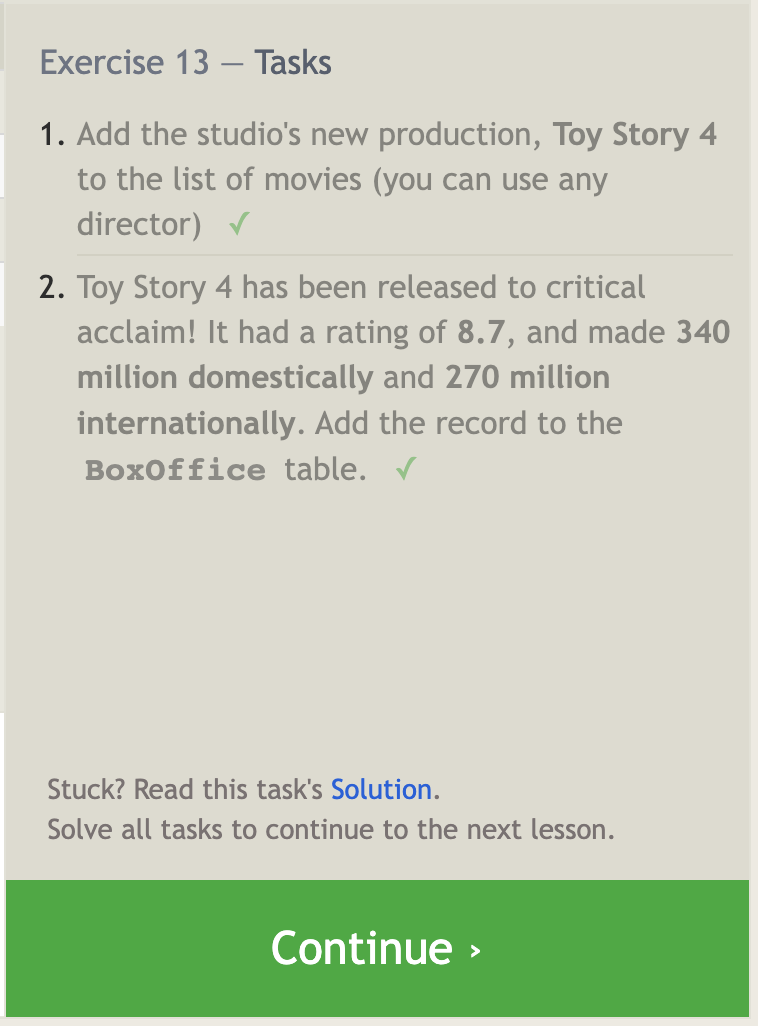 Exercise 13 — Tasks
1. Add the studio's new production, Toy Story 4
to the list of movies (you can use any
director) ✓
2. Toy Story 4 has been released to critical
acclaim! It had a rating of 8.7, and made 340
million domestically and 270 million
internationally. Add the record to the
BoxOffice table. ✓
Stuck? Read this task's Solution.
Solve all tasks to continue to the next lesson.
Continue ›